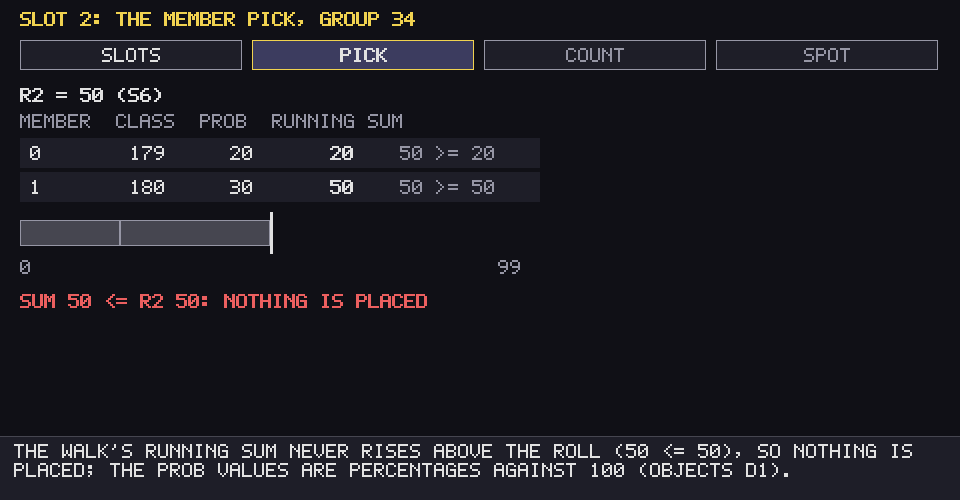 SLOT 2: THE MEMBER PICK, GROUP 34
SLOTS PICK COUNT SPOT
R2 = 50 (S6)
MEMBER CLASS PROB RUNNING SUM
0 179 20 20 50 >= 20
1 180 30 50 50 >= 50
0 99
SUM 50 <= R2 50: NOTHING IS PLACED
THE WALK'S RUNNING SUM NEVER RISES ABOVE THE ROLL (50 <= 50), SO NOTHING IS
PLACED; THE PROB VALUES ARE PERCENTAGES AGAINST 100 (OBJECTS D1).